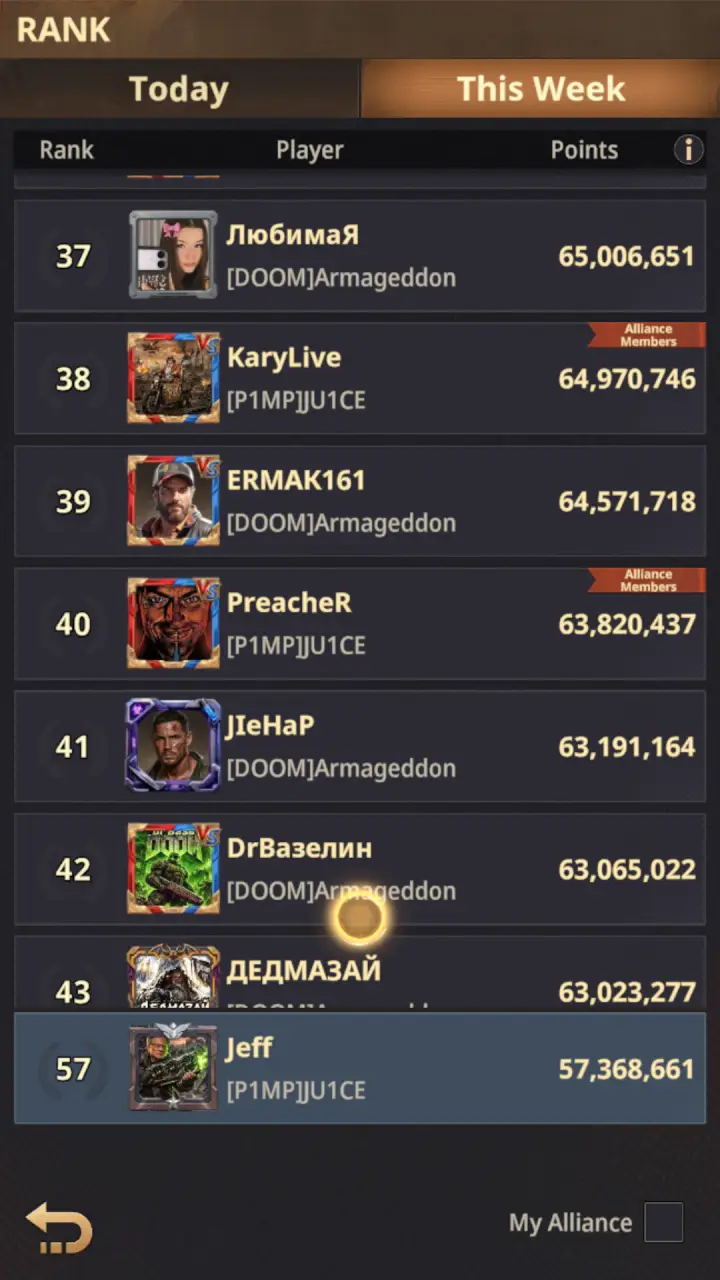 RANK
Today
This Week
Rank
Player
Points
37
ЛюбимаЯ
[DOOM]Armageddon
65,006,651
Alliance
Members
38
KaryLive
[P1MP]JU1CE
64,970,746
39
ERMAK161
[DOOM]Armageddon
64,571,718
Alliance
Members
40
PreacheR
[P1MP]JU1CE
63,820,437
41
JIeHaP
[DOOM]Armageddon
63,191,164
42
DrВазелин
[DOOM]Armageddon
63,065,022
43
ДЕДМАЗАЙ
63,023,277
57
Jeff
[P1MP]JU1CE
57,368,661
My Alliance